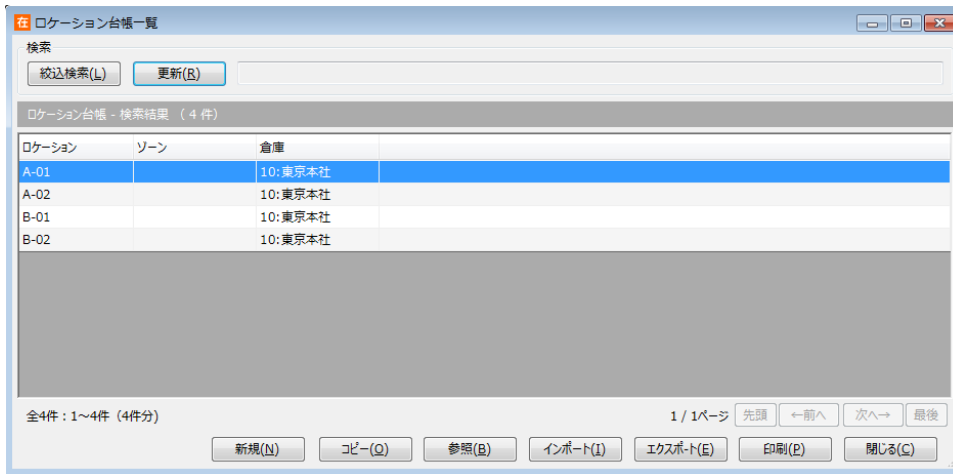 在 ロケーション台帳一覧
検索
絞込検索(L) 更新(R)
ロケーション台帳 - 検索結果 （ 4 件）
ロケーション ゾーン 倉庫
A-01 10:東京本社
A-02 10:東京本社
B-01 10:東京本社
B-02 10:東京本社
全4件 : 1～4件 (4件分) 1 / 1ページ 先頭 ←前へ 次へ→ 最後
新規(N) コピー(O) 参照(B) インポート(I) エクスポート(E) 印刷(P) 閉じる(C)